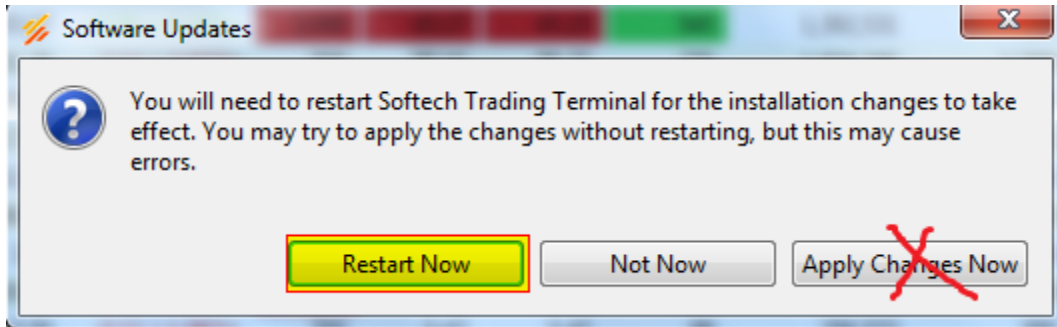 Software Updates
You will need to restart Softech Trading Terminal for the installation changes to take
effect. You may try to apply the changes without restarting, but this may cause
errors.
Restart Now
Not Now
Apply Changes Now